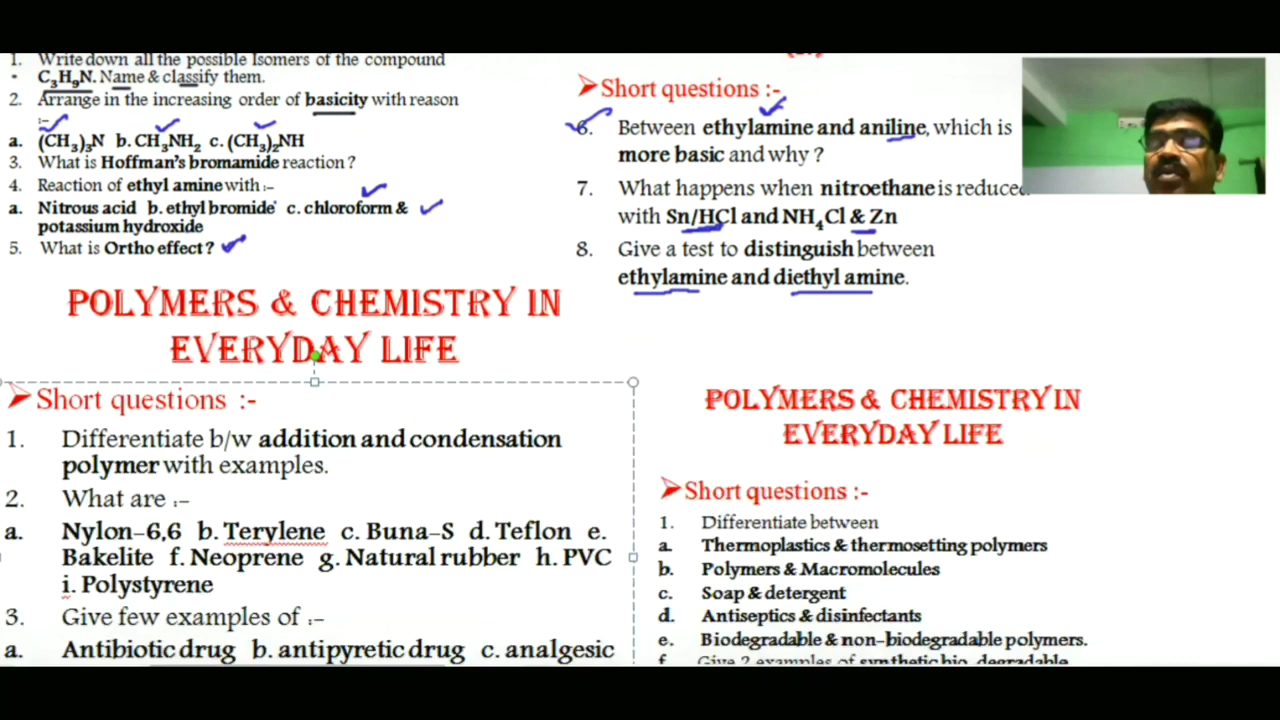 1. Write down all the possible Isomers of the compound
• C₃H₉N. Name & classify them.
2. Arrange in the increasing order of basicity with reason
:-
a. (CH₃)₃N b. CH₃NH₂ c. (CH₃)₂NH
3. What is Hoffman's bromamide reaction ?
4. Reaction of ethyl amine with :-
a. Nitrous acid b. ethyl bromide c. chloroform &
potassium hydroxide
5. What is Ortho effect ?
Short questions :-
6. Between ethylamine and aniline, which is
more basic and why ?
7. What happens when nitroethane is reduced
with Sn/HCl and NH₄Cl & Zn
8. Give a test to distinguish between
ethylamine and diethyl amine.
POLYMERS & CHEMISTRY IN
EVERYDAY LIFE
Short questions :-
1. Differentiate b/w addition and condensation
polymer with examples.
2. What are :-
a. Nylon-6,6 b. Terylene c. Buna-S d. Teflon e.
Bakelite f. Neoprene g. Natural rubber h. PVC
i. Polystyrene
3. Give few examples of :-
a. Antibiotic drug b. antipyretic drug c. analgesic
POLYMERS & CHEMISTRY IN
EVERYDAY LIFE
Short questions :-
1. Differentiate between
a. Thermoplastics & thermosetting polymers
b. Polymers & Macromolecules
c. Soap & detergent
d. Antiseptics & disinfectants
e. Biodegradable & non-biodegradable polymers.
f. Give 2 examples of synthetic bio degradable